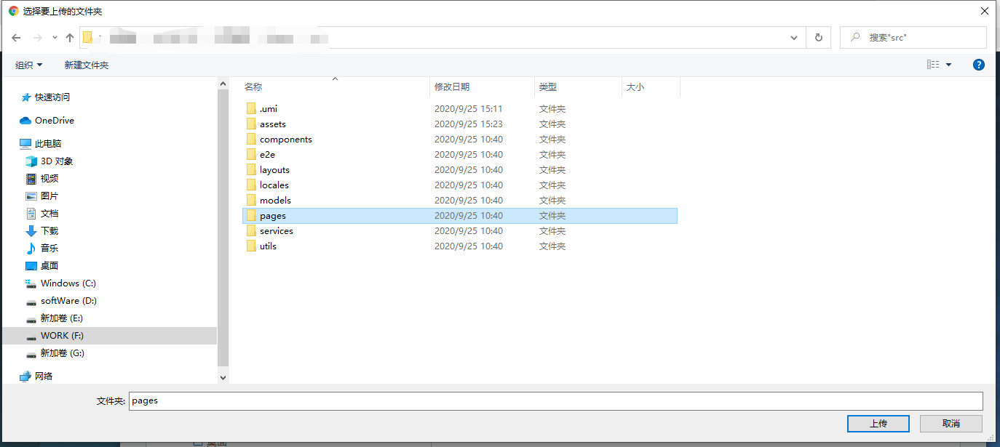 选择要上传的文件夹
搜索"src"
组织 新建文件夹
名称 修改日期 类型 大小
快速访问
OneDrive
此电脑
3D 对象
视频
图片
文档
下载
音乐
桌面
Windows (C:)
softWare (D:)
新加卷 (E:)
WORK (F:)
新加卷 (G:)
网络
.umi 2020/9/25 15:11 文件夹
assets 2020/9/25 15:23 文件夹
components 2020/9/25 10:40 文件夹
e2e 2020/9/25 10:40 文件夹
layouts 2020/9/25 10:40 文件夹
locales 2020/9/25 10:40 文件夹
models 2020/9/25 10:40 文件夹
pages 2020/9/25 10:40 文件夹
services 2020/9/25 10:40 文件夹
utils 2020/9/25 10:40 文件夹
文件夹: pages
上传 取消